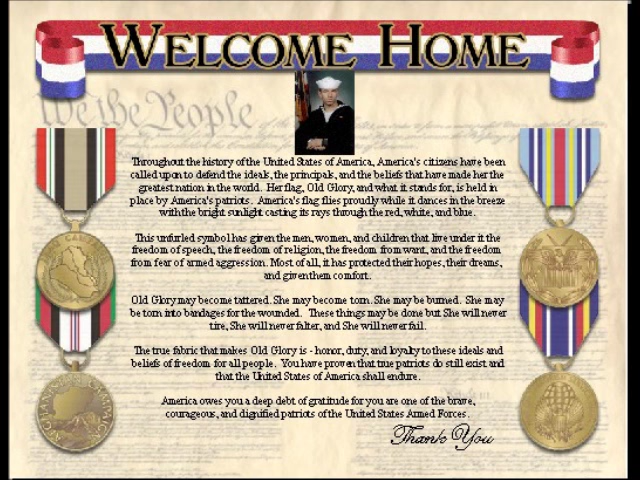 WELCOME HOME
We the People
Throughout the history of the United States of America, America's citizens have been
called upon to defend the ideals, the principals, and the beliefs that have made her the
greatest nation in the world. Her flag, Old Glory, and what it stands for, is held in
place by America's patriots. America's flag flies proudly while it dances in the breeze
with the bright sunlight casting its rays through the red, white, and blue.
This unfurled symbol has given the men, women, and children that live under it the
freedom of speech, the freedom of religion, the freedom from want, and the freedom
from fear of armed aggression. Most of all, it has protected their hopes, their dreams,
and given them comfort.
Old Glory may become tattered. She may become torn. She may be burned. She may
be torn into bandages for the wounded. These things may be done but She will never
tire, She will never falter, and She will never fail.
The true fabric that makes Old Glory is - honor, duty, and loyalty to these ideals and
beliefs of freedom for all people. You have proven that true patriots do still exist and
that the United States of America shall endure.
America owes you a deep debt of gratitude for you are one of the brave,
courageous, and dignified patriots of the United States Armed Forces.
Thank You
AFGHANISTAN CAMPAIGN